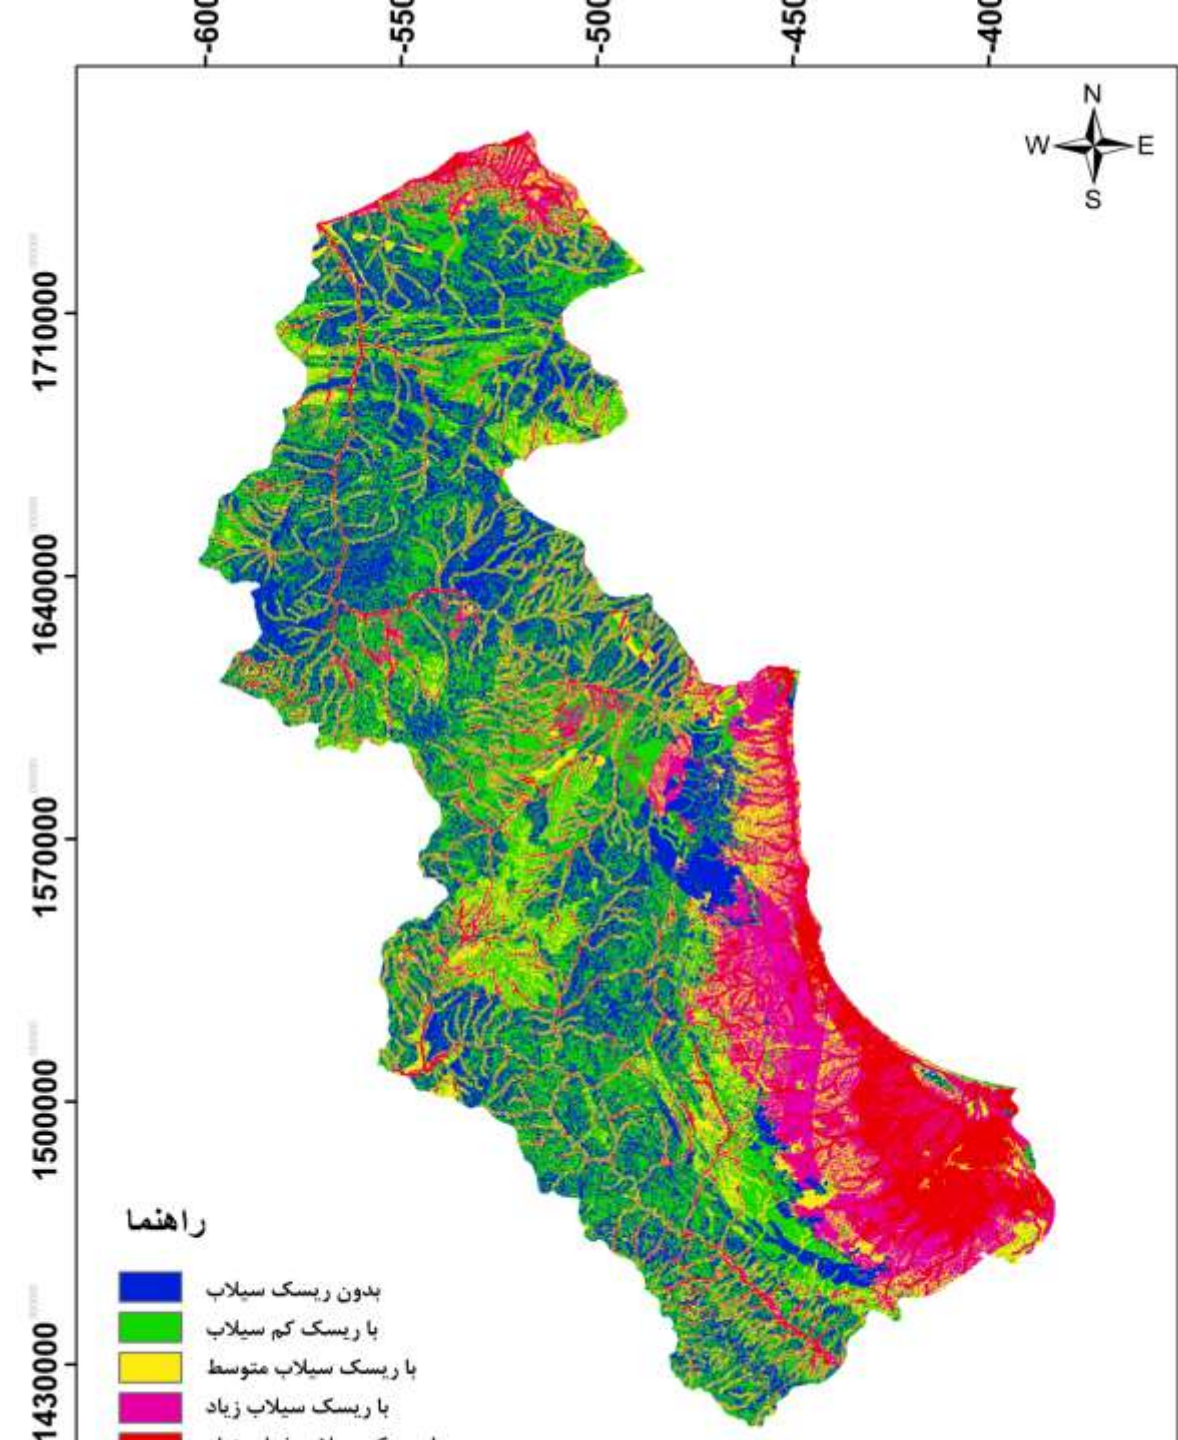 -600
-550
-500
-450
-400
N
W E
S
1710000
1640000
1570000
1500000
1430000
راهنما
بدون ریسک سیلاب
با ریسک کم سیلاب
با ریسک سیلاب متوسط
با ریسک سیلاب زیاد